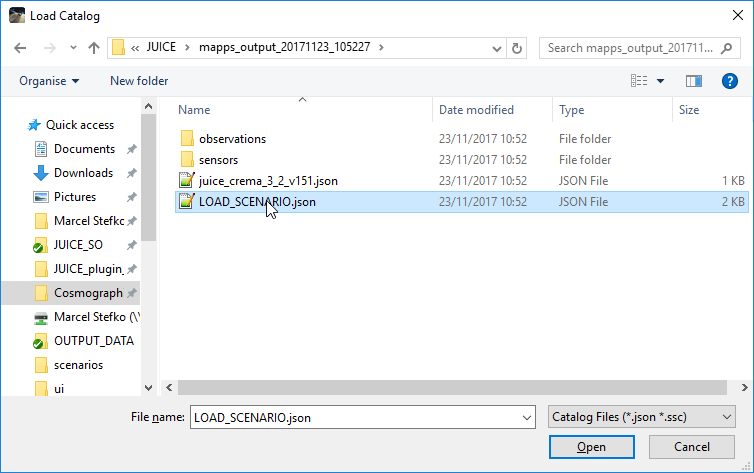 Load Catalog
« JUICE > mapps_output_20171123_105227 >
Search mapps_output_201711...
Organise
New folder
?
Name
Date modified
Type
Size
Quick access
Documents
Downloads
Pictures
Marcel Stefko
JUICE_SO
JUICE_plugin_
Cosmograph
Marcel Stefko (\\
OUTPUT_DATA
scenarios
ui
observations 23/11/2017 10:52 File folder
sensors 23/11/2017 10:52 File folder
juice_crema_3_2_v151.json 23/11/2017 10:52 JSON File 1 KB
LOAD_SCENARIO.json 23/11/2017 10:52 JSON File 2 KB
File name: LOAD_SCENARIO.json
Catalog Files (*.json *.ssc)
Open
Cancel